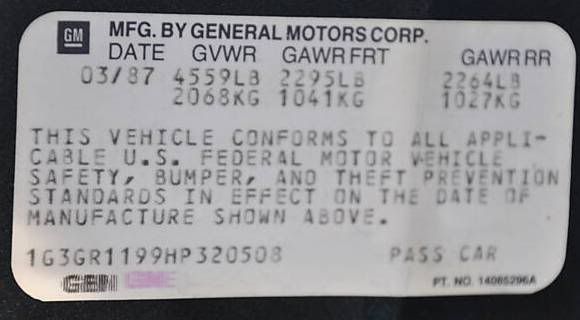 GM MFG. BY GENERAL MOTORS CORP.
DATE GVWR GAWR FRT GAWR RR
03/87 4559LB 2295LB 2264LB
2068KG 1041KG 1027KG
THIS VEHICLE CONFORMS TO ALL APPLI-
CABLE U.S. FEDERAL MOTOR VEHICLE
SAFETY, BUMPER, AND THEFT PREVENTION
STANDARDS IN EFFECT ON THE DATE OF
MANUFACTURE SHOWN ABOVE.
1G3GR1199HP320508 PASS CAR
PT. NO. 14085296A